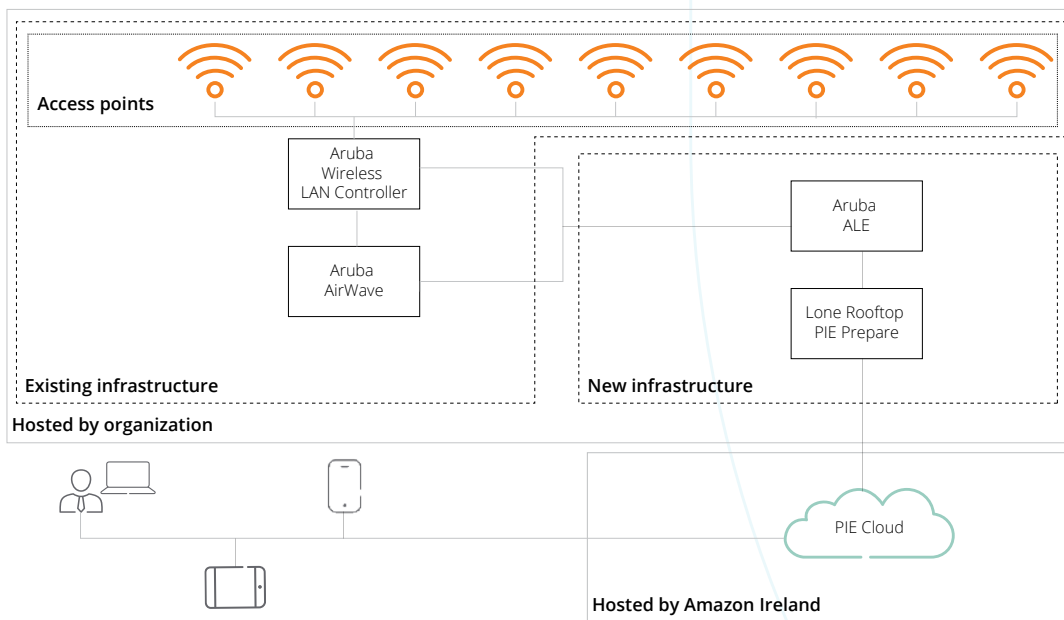 Access points
Aruba
Wireless
LAN Controller
Aruba
AirWave
Aruba
ALE
Lone Rooftop
PIE Prepare
Existing infrastructure
New infrastructure
Hosted by organization
PIE Cloud
Hosted by Amazon Ireland